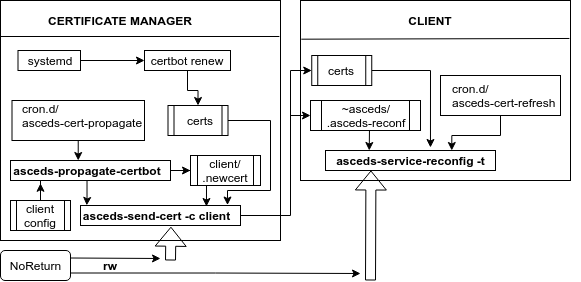 CERTIFICATE MANAGER
systemd
certbot renew
cron.d/
asceds-cert-propagate
certs
asceds-propagate-certbot
client/
.newcert
client
config
asceds-send-cert -c client
CLIENT
certs
~asceds/
.asceds-reconf
cron.d/
asceds-cert-refresh
asceds-service-reconfig -t
NoReturn
rw